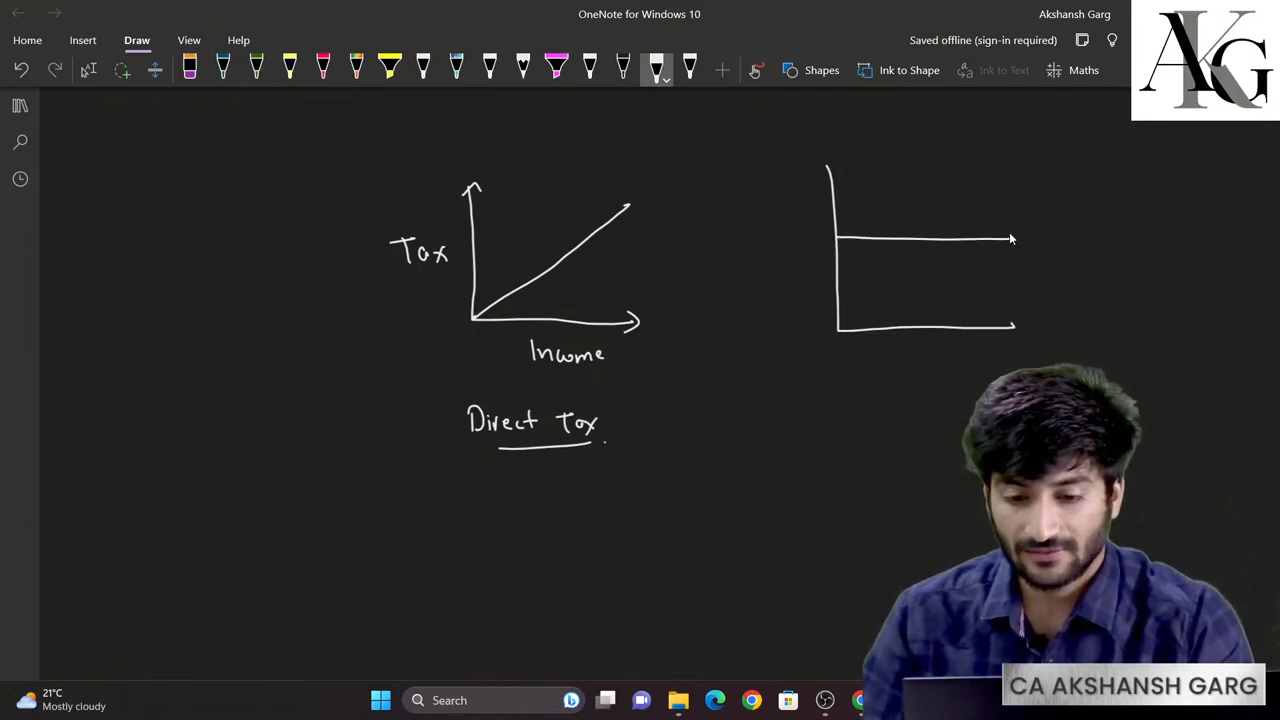 OneNote for Windows 10
Akshansh Garg
Home
Insert
Draw
View
Help
Saved offline (sign-in required)
Shapes
Ink to Shape
Ink to Text
Maths
AKG
Tax
Income
Direct Tax
21°C
Mostly cloudy
Search
CA AKSHANSH GARG